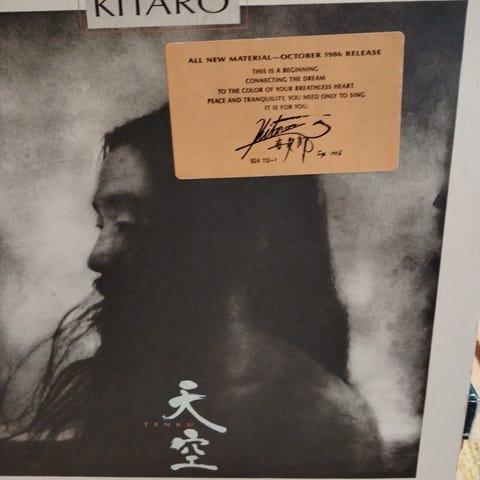 KITARO
ALL NEW MATERIAL—OCTOBER 1986 RELEASE
THIS IS A BEGINNING
CONNECTING THE DREAM
TO THE COLOR OF YOUR BREATHLESS HEART
PEACE AND TRANQUILITY, YOU NEED ONLY TO SING
IT IS FOR YOU.
Kitaro
喜多郎
924 112-1
天
TENKU
空